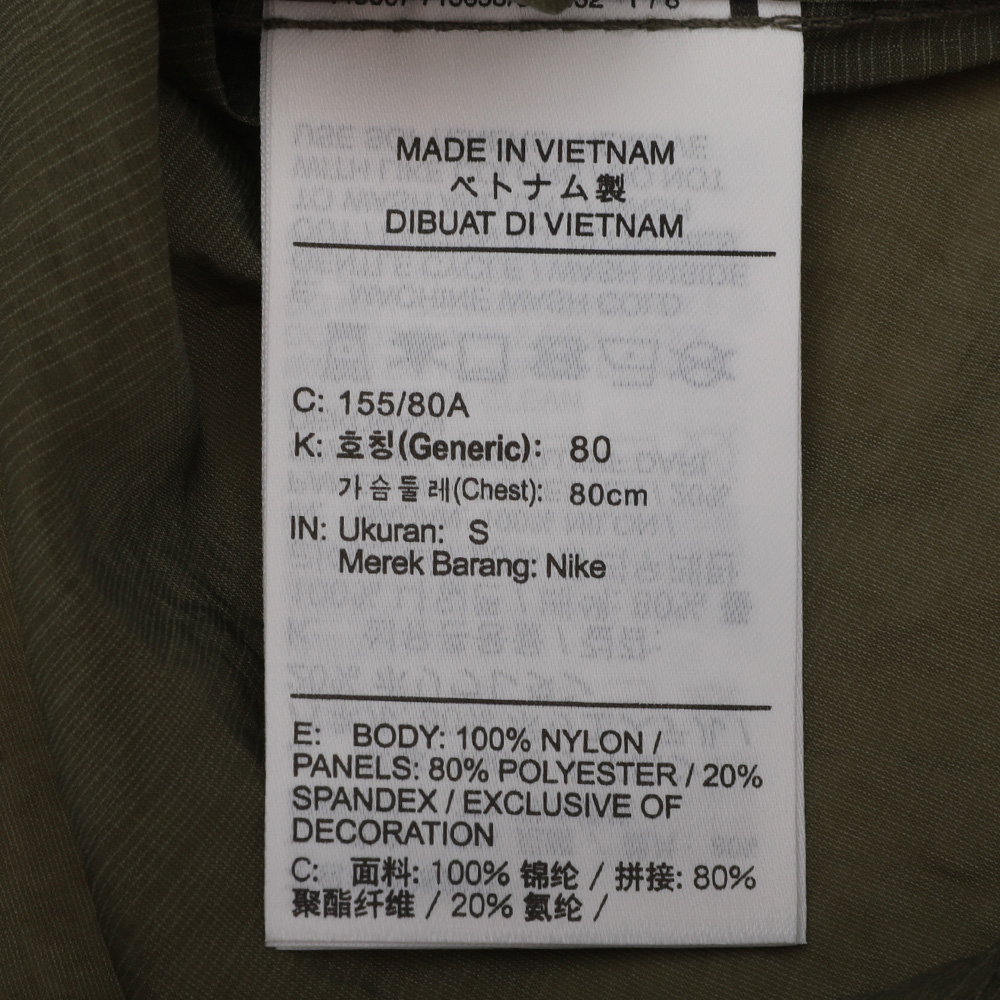 MADE IN VIETNAM
ベトナム製
DIBUAT DI VIETNAM
C: 155/80A
K: 호칭(Generic): 80
가슴둘레(Chest): 80cm
IN: Ukuran: S
Merek Barang: Nike
E: BODY: 100% NYLON /
PANELS: 80% POLYESTER / 20%
SPANDEX / EXCLUSIVE OF
DECORATION
C: 面料: 100% 锦纶 / 拼接: 80%
聚酯纤维 / 20% 氨纶 /